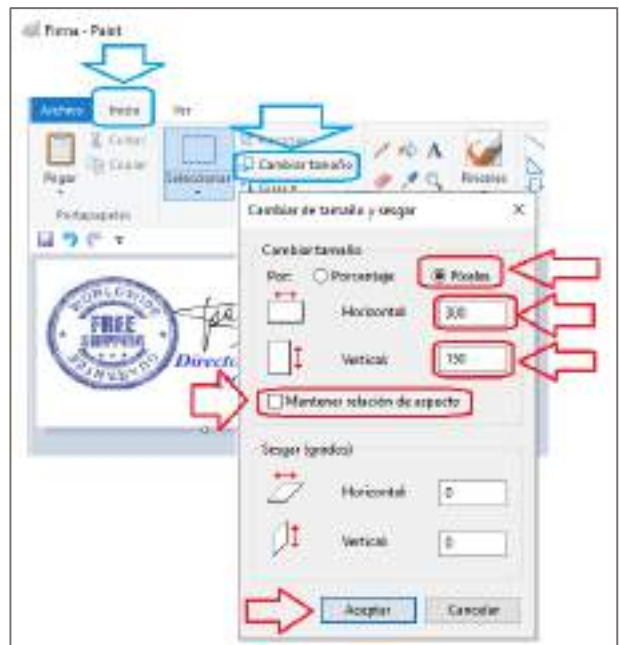 Firma - Paint
Archivo Inicio Ver
Pegar
Cortar
Copiar
Portapapeles
Seleccionar
Cambiar tamaño
A
Pinceles
Cambiar de tamaño y sesgar X
Cambiar tamaño
Por: Porcentaje Píxeles
Horizontal: 300
Vertical: 150
Mantener relación de aspecto
Sesgar (grados)
Horizontal: 0
Vertical: 0
Aceptar Cancelar
WORLDWIDE
FREE
SHIPPING
GUARANTEE